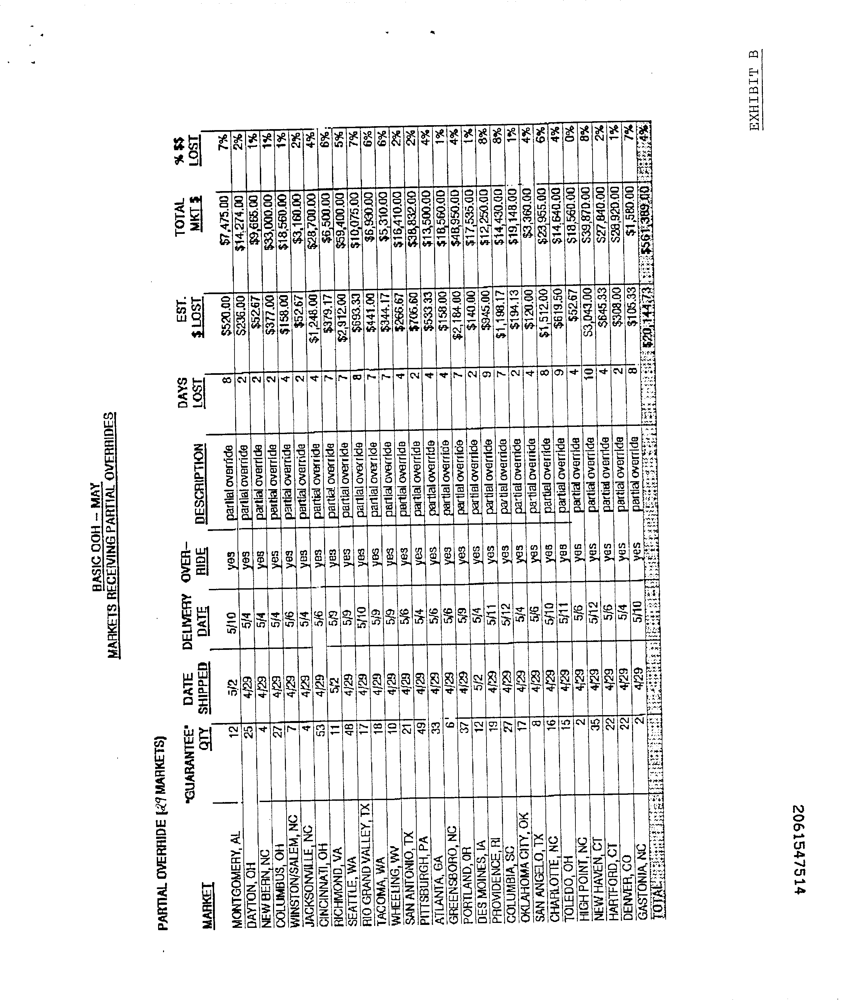 BASIC OOH – MAY
MARKETS RECEIVING PARTIAL OVERRIDES
PARTIAL OVERRIDE (29 MARKETS)
MARKET "GUARANTEE" QTY DATE SHIPPED DELIVERY DATE OVER– RIDE DESCRIPTION DAYS LOST EST. $ LOST TOTAL MKT $ % $$ LOST
MONTGOMERY, AL 12 5/2 5/10 yes partial override 8 $520.00 $7,475.00 7%
DAYTON, OH 25 4/29 5/4 yes partial override 2 $236.00 $14,274.00 2%
NEW BERN, NC 4 4/29 5/4 yes partial override 2 $52.67 $9,665.00 1%
COLUMBUS, OH 27 4/29 5/4 yes partial override 2 $377.00 $33,000.00 1%
WINSTON/SALEM, NC 7 4/29 5/6 yes partial override 4 $158.00 $18,560.00 1%
JACKSONVILLE, NC 4 4/29 5/4 yes partial override 2 $52.67 $3,160.00 2%
CINCINNATI, OH 53 4/29 5/6 yes partial override 4 $1,248.00 $28,700.00 4%
RICHMOND, VA 11 5/2 5/9 yes partial override 7 $379.17 $6,500.00 6%
SEATTLE, WA 48 4/29 5/9 yes partial override 7 $2,912.00 $59,400.00 5%
RIO GRAND VALLEY, TX 17 4/29 5/10 yes partial override 8 $693.33 $10,075.00 7%
TACOMA, WA 18 4/29 5/9 yes partial override 7 $441.00 $6,930.00 6%
WHEELING, WV 10 4/29 5/9 yes partial override 7 $344.17 $5,310.00 6%
SAN ANTONIO, TX 21 4/29 5/6 yes partial override 4 $266.67 $16,410.00 2%
PITTSBURGH, PA 49 4/29 5/4 yes partial override 2 $706.60 $38,832.00 2%
ATLANTA, GA 33 4/29 5/6 yes partial override 4 $533.33 $13,500.00 4%
GREENSBORO, NC 6 4/29 5/6 yes partial override 4 $158.00 $18,560.00 1%
PORTLAND, OR 37 4/29 5/9 yes partial override 7 $2,184.00 $48,950.00 4%
DES MOINES, IA 12 5/2 5/4 yes partial override 2 $140.00 $17,535.00 1%
PROVIDENCE, RI 19 4/29 5/11 yes partial override 9 $945.00 $12,250.00 8%
COLUMBIA, SC 27 4/29 5/12 yes partial override 7 $1,198.17 $14,430.00 8%
OKLAHOMA CITY, OK 17 4/29 5/4 yes partial override 2 $194.13 $19,148.00 1%
SAN ANGELO, TX 8 4/29 5/6 yes partial override 4 $120.00 $3,360.00 4%
CHARLOTTE, NC 16 4/29 5/10 yes partial override 8 $1,512.00 $23,955.00 6%
TOLEDO, OH 15 4/29 5/11 yes partial override 9 $619.50 $14,640.00 4%
HIGH POINT, NC 2 4/29 5/6 yes partial override 4 $52.67 $18,560.00 0%
NEW HAVEN, CT 35 4/29 5/12 yes partial override 10 $3,043.00 $39,870.00 8%
HARTFORD, CT 22 4/29 5/6 yes partial override 4 $645.33 $27,840.00 2%
DENVER, CO 22 4/29 5/4 yes partial override 2 $308.00 $28,920.00 1%
GASTONIA, NC 2 4/29 5/10 yes partial override 8 $105.33 $1,580.00 7%
TOTAL $20,144.73 $561,389.00 4%
EXHIBIT B
2061547514